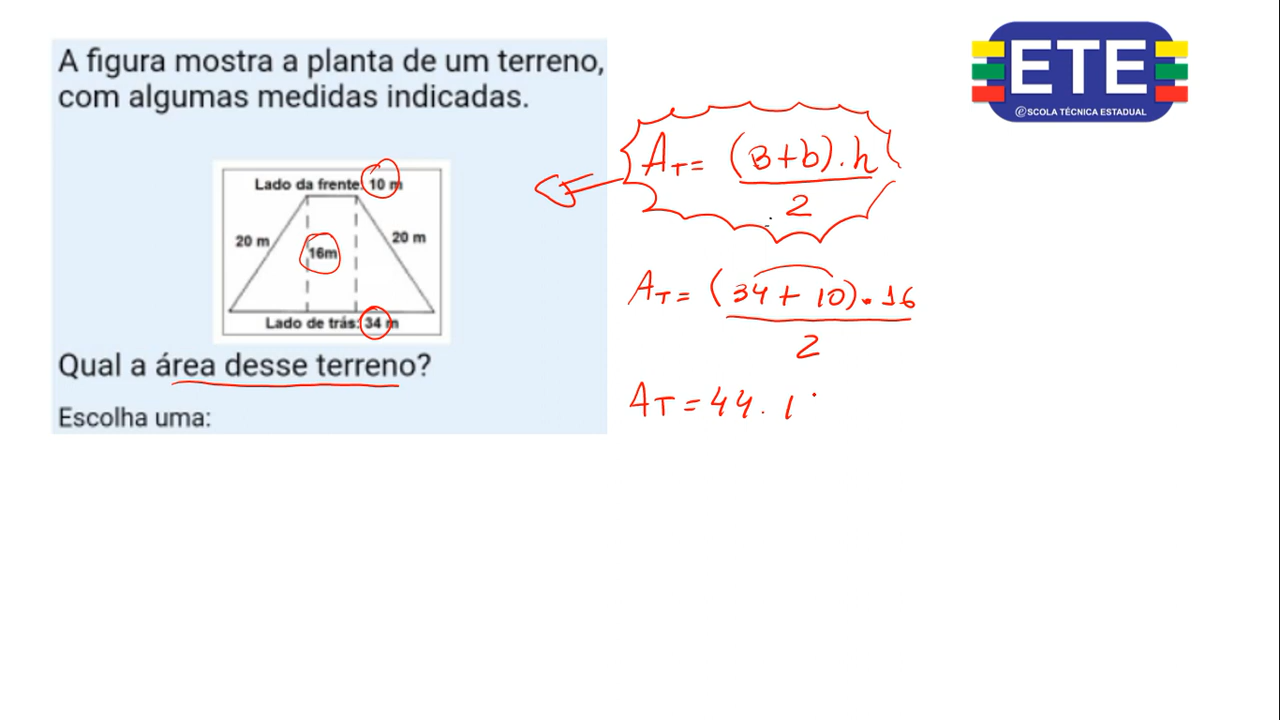 A figura mostra a planta de um terreno,
com algumas medidas indicadas.
Lado da frente: 10 m
20 m
16m
20 m
Lado de trás: 34 m
Qual a área desse terreno?
Escolha uma:
ETE
ESCOLA TÉCNICA ESTADUAL
AT = (B+b).h
2
AT = (34 + 10).16
2
AT = 44. 1